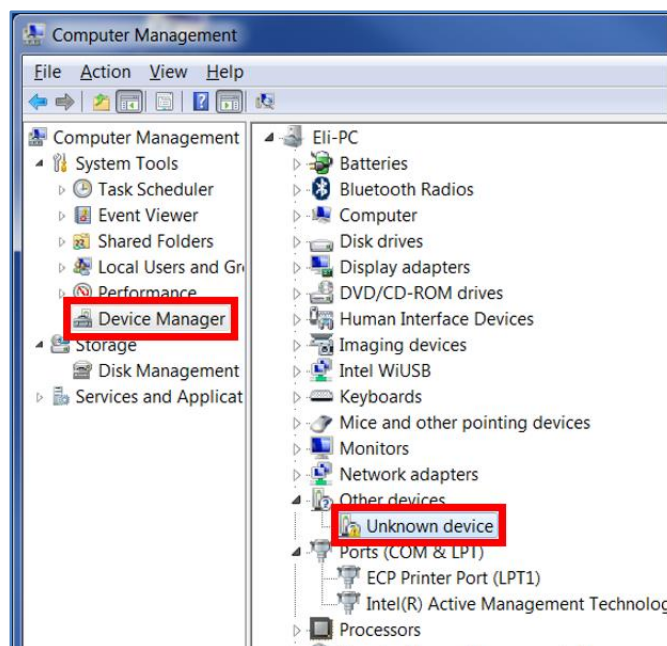 Computer Management
File Action View Help
Computer Management
System Tools
Task Scheduler
Event Viewer
Shared Folders
Local Users and Gr
Performance
Device Manager
Storage
Disk Management
Services and Applicat
Eli-PC
Batteries
Bluetooth Radios
Computer
Disk drives
Display adapters
DVD/CD-ROM drives
Human Interface Devices
Imaging devices
Intel WiUSB
Keyboards
Mice and other pointing devices
Monitors
Network adapters
Other devices
Unknown device
Ports (COM & LPT)
ECP Printer Port (LPT1)
Intel(R) Active Management Technolog
Processors